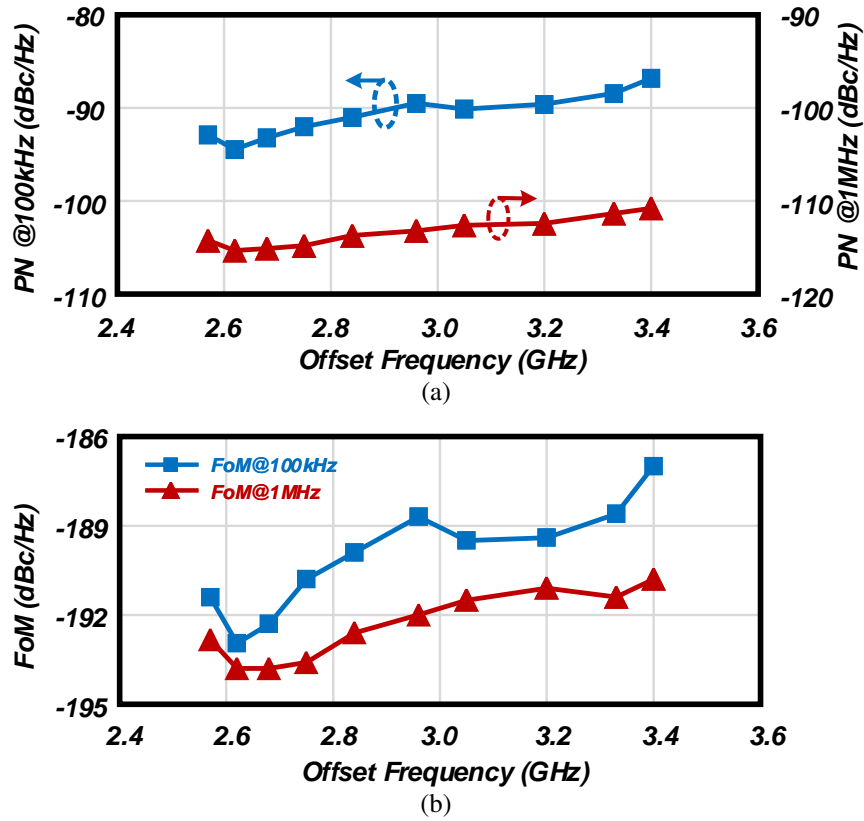 -80
-90
-100
-110
PN @100kHz (dBc/Hz)
-90
-100
-110
-120
PN @1MHz (dBc/Hz)
2.4 2.6 2.8 3.0 3.2 3.4 3.6
Offset Frequency (GHz)
(a)
-186
-189
-192
-195
FoM (dBc/Hz)
FoM@100kHz
FoM@1MHz
2.4 2.6 2.8 3.0 3.2 3.4 3.6
Offset Frequency (GHz)
(b)